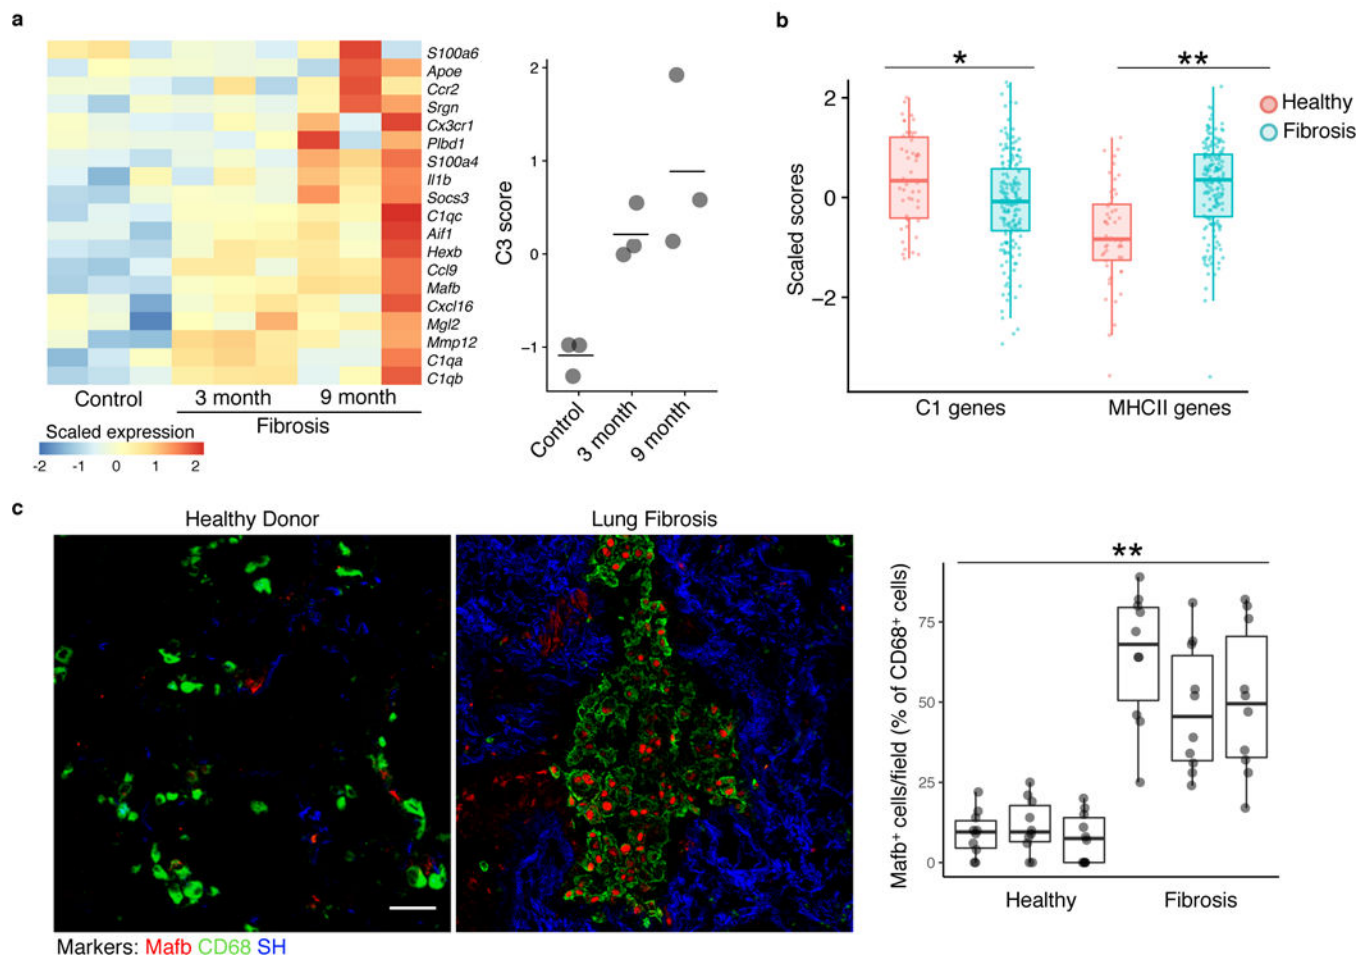 a
S100a6
Apoe
Ccr2
Srgn
Cx3cr1
Plbd1
S100a4
Il1b
Socs3
C1qc
Aif1
Hexb
Ccl9
Mafb
Cxcl16
Mgl2
Mmp12
C1qa
C1qb
Control
3 month
9 month
Fibrosis
Scaled expression
-2 -1 0 1 2
C3 score
2
1
0
−1
Control
3 month
9 month
b
*
**
Healthy
Fibrosis
Scaled scores
2
0
−2
C1 genes
MHCII genes
c
Healthy Donor
Lung Fibrosis
Markers: Mafb CD68 SH
**
Mafb⁺ cells/field (% of CD68⁺ cells)
75
50
25
0
Healthy
Fibrosis